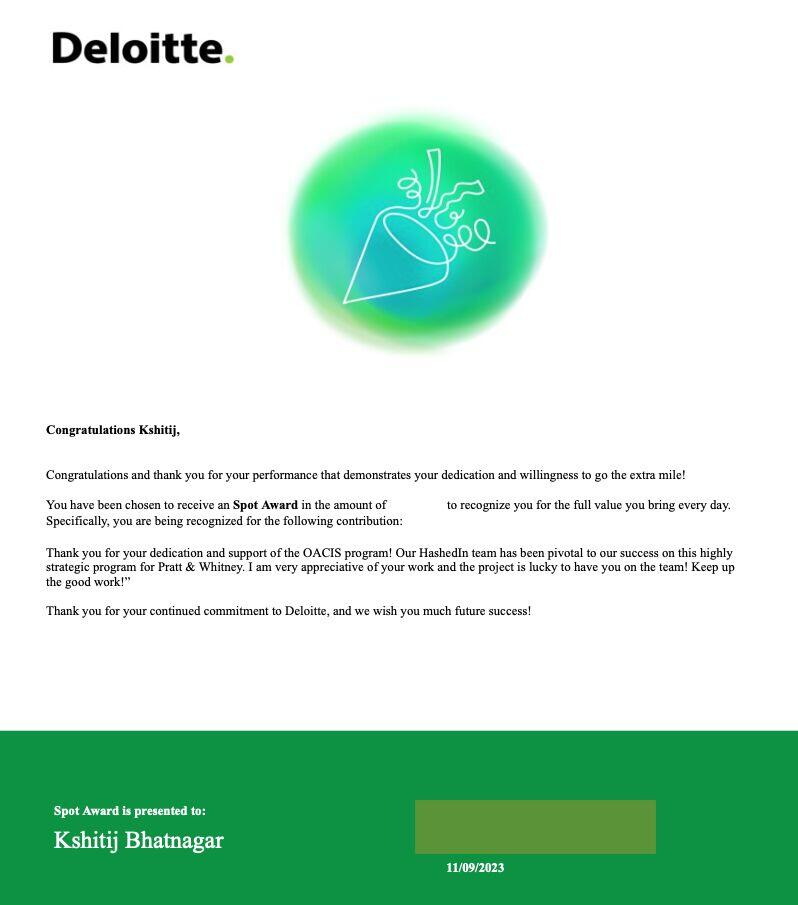 Deloitte.
Congratulations Kshitij,
Congratulations and thank you for your performance that demonstrates your dedication and willingness to go the extra mile!
You have been chosen to receive an Spot Award in the amount of to recognize you for the full value you bring every day.
Specifically, you are being recognized for the following contribution:
Thank you for your dedication and support of the OACIS program! Our HashedIn team has been pivotal to our success on this highly
strategic program for Pratt & Whitney. I am very appreciative of your work and the project is lucky to have you on the team! Keep up
the good work!”
Thank you for your continued commitment to Deloitte, and we wish you much future success!
Spot Award is presented to:
Kshitij Bhatnagar
11/09/2023